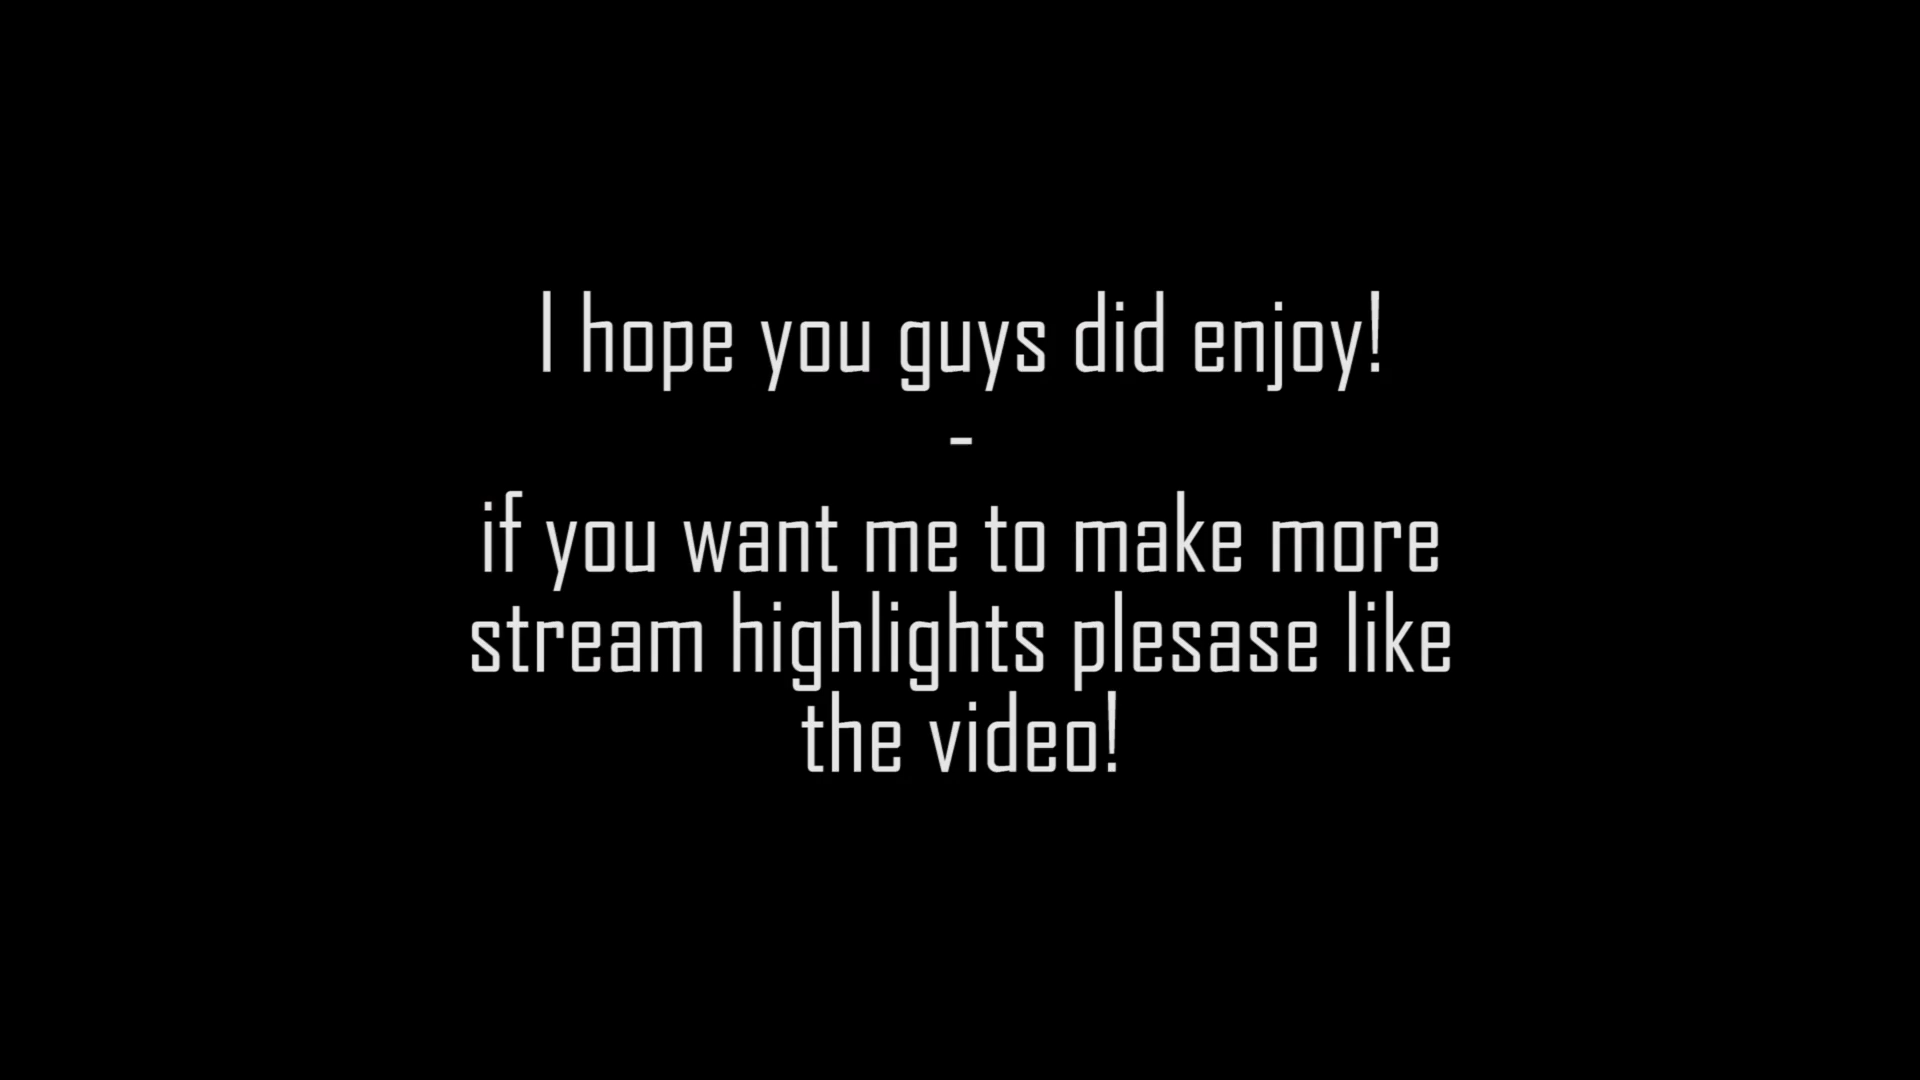 I hope you guys did enjoy!
-
if you want me to make more
stream highlights plesase like
the video!